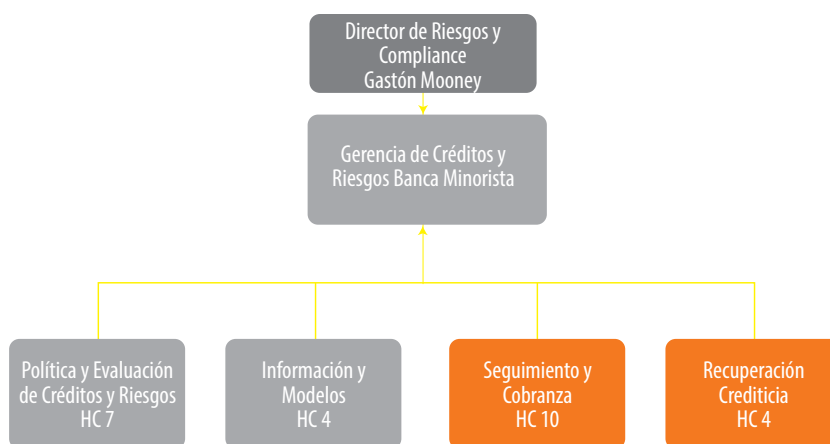 Director de Riesgos y
Compliance
Gastón Mooney
Gerencia de Créditos y
Riesgos Banca Minorista
Política y Evaluación
de Créditos y Riesgos
HC 7
Información y
Modelos
HC 4
Seguimiento y
Cobranza
HC 10
Recuperación
Crediticia
HC 4